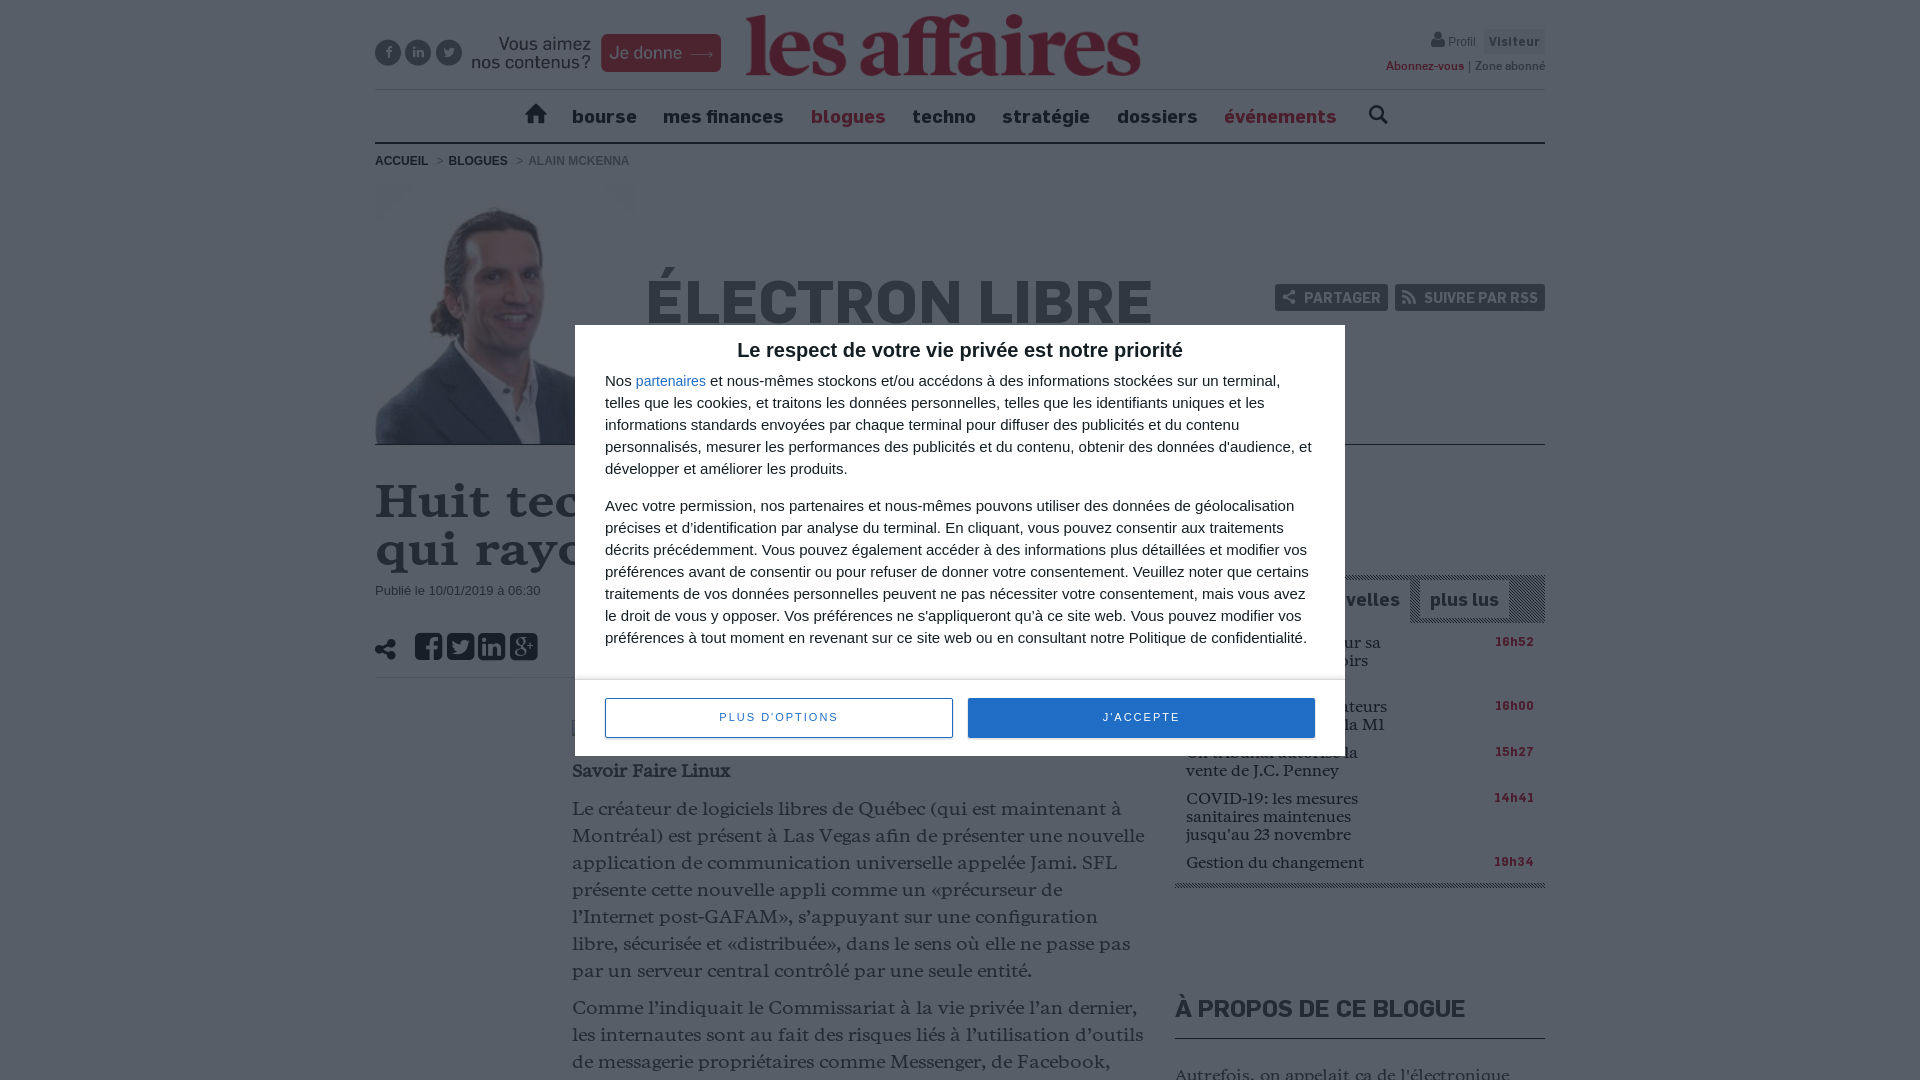 Vous aimez
nos contenus?
Je donne
les affaires
Profil Visiteur
Abonnez-vous | Zone abonné
bourse mes finances blogues techno stratégie dossiers événements
ACCUEIL > BLOGUES > ALAIN MCKENNA
ÉLECTRON LIBRE
PARTAGER SUIVRE PAR RSS
Le respect de votre vie privée est notre priorité
Nos partenaires et nous-mêmes stockons et/ou accédons à des informations stockées sur un terminal,
telles que les cookies, et traitons les données personnelles, telles que les identifiants uniques et les
informations standards envoyées par chaque terminal pour diffuser des publicités et du contenu
personnalisés, mesurer les performances des publicités et du contenu, obtenir des données d'audience, et
développer et améliorer les produits.
Avec votre permission, nos partenaires et nous-mêmes pouvons utiliser des données de géolocalisation
précises et d’identification par analyse du terminal. En cliquant, vous pouvez consentir aux traitements
décrits précédemment. Vous pouvez également accéder à des informations plus détaillées et modifier vos
préférences avant de consentir ou pour refuser de donner votre consentement. Veuillez noter que certains
traitements de vos données personnelles peuvent ne pas nécessiter votre consentement, mais vous avez
le droit de vous y opposer. Vos préférences ne s'appliqueront qu’à ce site web. Vous pouvez modifier vos
préférences à tout moment en revenant sur ce site web ou en consultant notre Politique de confidentialité.
PLUS D'OPTIONS
J'ACCEPTE
Huit tec
qui rayo
Publié le 10/01/2019 à 06:30
Savoir Faire Linux
Le créateur de logiciels libres de Québec (qui est maintenant à
Montréal) est présent à Las Vegas afin de présenter une nouvelle
application de communication universelle appelée Jami. SFL
présente cette nouvelle appli comme un «précurseur de
l’Internet post-GAFAM», s’appuyant sur une configuration
libre, sécurisée et «distribuée», dans le sens où elle ne passe pas
par un serveur central contrôlé par une seule entité.
Comme l’indiquait le Commissariat à la vie privée l’an dernier,
les internautes sont au fait des risques liés à l’utilisation d’outils
de messagerie propriétaires comme Messenger, de Facebook,
velles plus lus
ur sa 16h52
oirs
ateurs 16h00
la M1
Un tribunal autorise la 15h27
vente de J.C. Penney
COVID-19: les mesures 14h41
sanitaires maintenues
jusqu'au 23 novembre
Gestion du changement 19h34
À PROPOS DE CE BLOGUE
Autrefois, on appelait ça de l'électronique